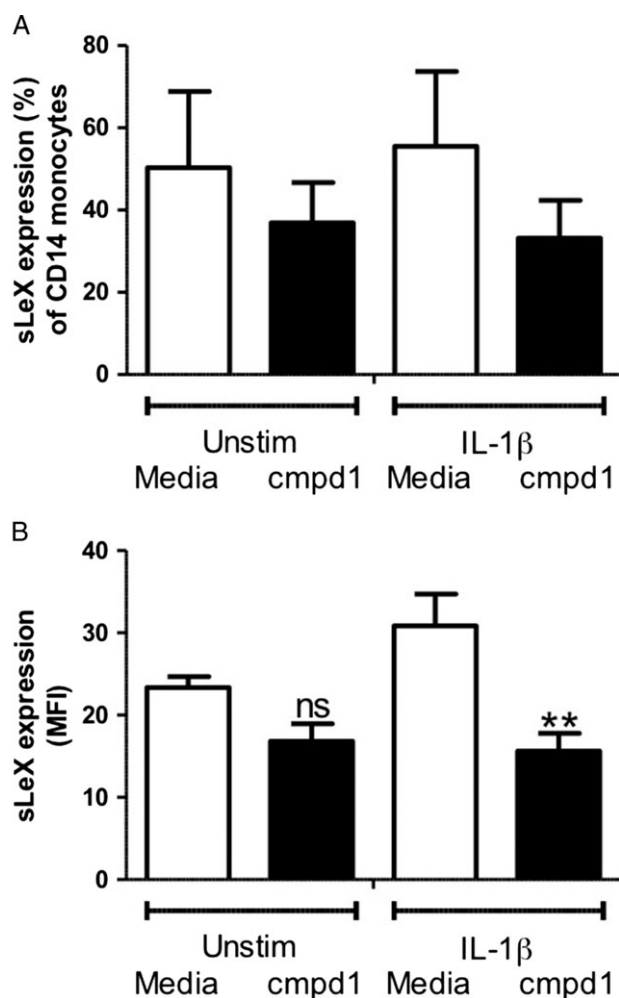 A
sLeX expression (%)
of CD14 monocytes
80
60
40
20
0
Unstim IL-1β
Media cmpd1 Media cmpd1
B
sLeX expression
(MFI)
40
30
20
10
0
ns **
Unstim IL-1β
Media cmpd1 Media cmpd1